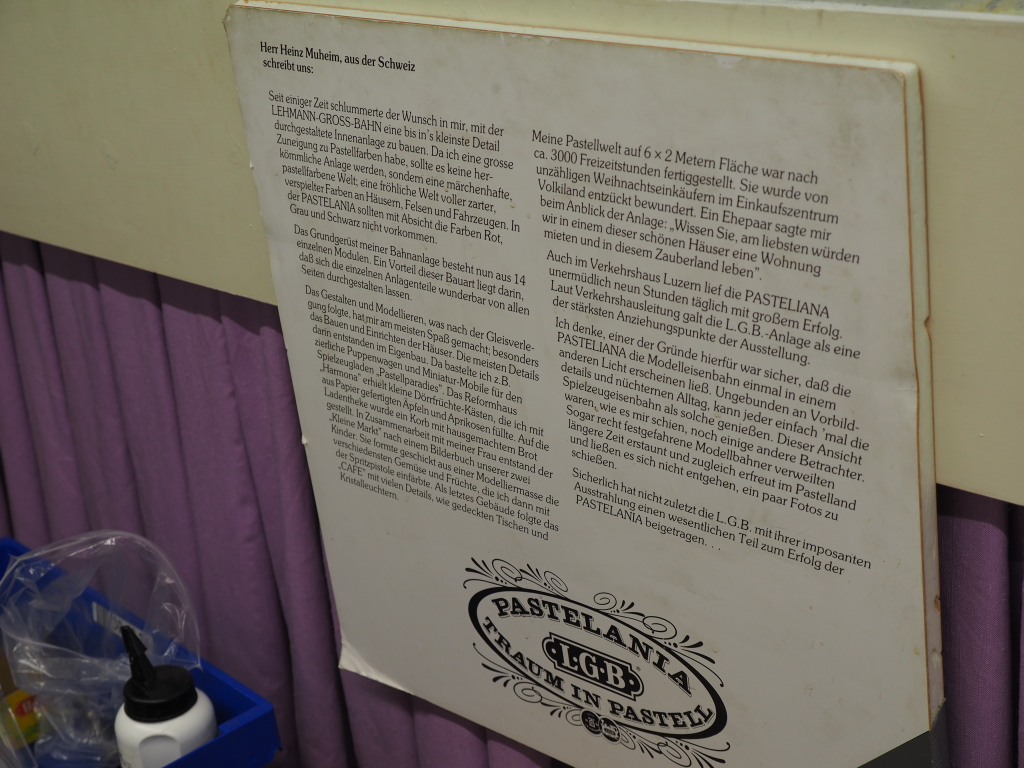 Herr Heinz Muheim, aus der Schweiz
schreibt uns:
Seit einiger Zeit schlummerte der Wunsch in mir, mit der
LEHMANN-GROSS-BAHN eine bis in's kleinste Detail
durchgestaltete Innenanlage zu bauen. Da ich eine grosse
Zuneigung zu Pastellfarben habe, sollte es keine her-
kömmliche Anlage werden, sondern eine märchenhafte,
pastellfarbene Welt; eine fröhliche Welt voller zarter,
verspielter Farben an Häusern, Felsen und Fahrzeugen. In
der PASTELANIA sollten mit Absicht die Farben Rot,
Grau und Schwarz nicht vorkommen.
Das Grundgerüst meiner Bahnanlage besteht nun aus 14
einzelnen Modulen. Ein Vorteil dieser Bauart liegt darin,
daß sich die einzelnen Anlagenteile wunderbar von allen
Seiten durchgestalten lassen.
Das Gestalten und Modellieren, was nach der Gleisverle-
gung folgte, hat mir am meisten Spaß gemacht; besonders
das Bauen und Einrichten der Häuser. Die meisten Details
darin entstanden im Eigenbau. Da bastelte ich z.B.
zierliche Puppenwagen und Miniatur-Mobile für den
Spielzeugladen „Pastellparadies". Das Reformhaus
„Harmona" erhielt kleine Dörrfrüchte-Kästen, die ich mit
aus Papier gefertigten Äpfeln und Aprikosen füllte. Auf die
Ladentheke wurde ein Korb mit hausgemachtem Brot
gestellt. In Zusammenarbeit mit meiner Frau entstand der
„Kleine Markt" nach einem Bilderbuch unserer zwei
Kinder. Sie formte geschickt aus einer Modelliermasse die
verschiedensten Gemüse und Früchte, die ich dann mit
der Spritzpistole einfärbte. Als letztes Gebäude folgte das
„CAFE" mit vielen Details, wie gedeckten Tischen und
Kristalleuchtern.
Meine Pastellwelt auf 6 × 2 Metern Fläche war nach
ca. 3000 Freizeitstunden fertiggestellt. Sie wurde von
unzähligen Weihnachtseinkäufern im Einkaufszentrum
Volkiland entzückt bewundert. Ein Ehepaar sagte mir
beim Anblick der Anlage: „Wissen Sie, am liebsten würden
wir in einem dieser schönen Häuser eine Wohnung
mieten und in diesem Zauberland leben".
Auch im Verkehrshaus Luzern lief die PASTELIANA
unermüdlich neun Stunden täglich mit großem Erfolg.
Laut Verkehrshausleitung galt die L.G.B.-Anlage als eine
der stärksten Anziehungspunkte der Ausstellung.
Ich denke, einer der Gründe hierfür war sicher, daß die
PASTELIANA die Modelleisenbahn einmal in einem
anderen Licht erscheinen ließ. Ungebunden an Vorbild-
details und nüchternen Alltag, kann jeder einfach 'mal die
Spielzeugeisenbahn als solche genießen. Dieser Ansicht
waren, wie es mir schien, noch einige andere Betrachter.
Sogar recht festgefahrene Modellbahner verweilten
längere Zeit erstaunt und zugleich erfreut im Pastelland
und ließen es sich nicht entgehen, ein paar Fotos zu
schießen.
Sicherlich hat nicht zuletzt die L.G.B. mit ihrer imposanten
Ausstrahlung einen wesentlichen Teil zum Erfolg der
PASTELANIA beigetragen. . .
PASTELANIA
L.G.B.
TRAUM IN PASTELL